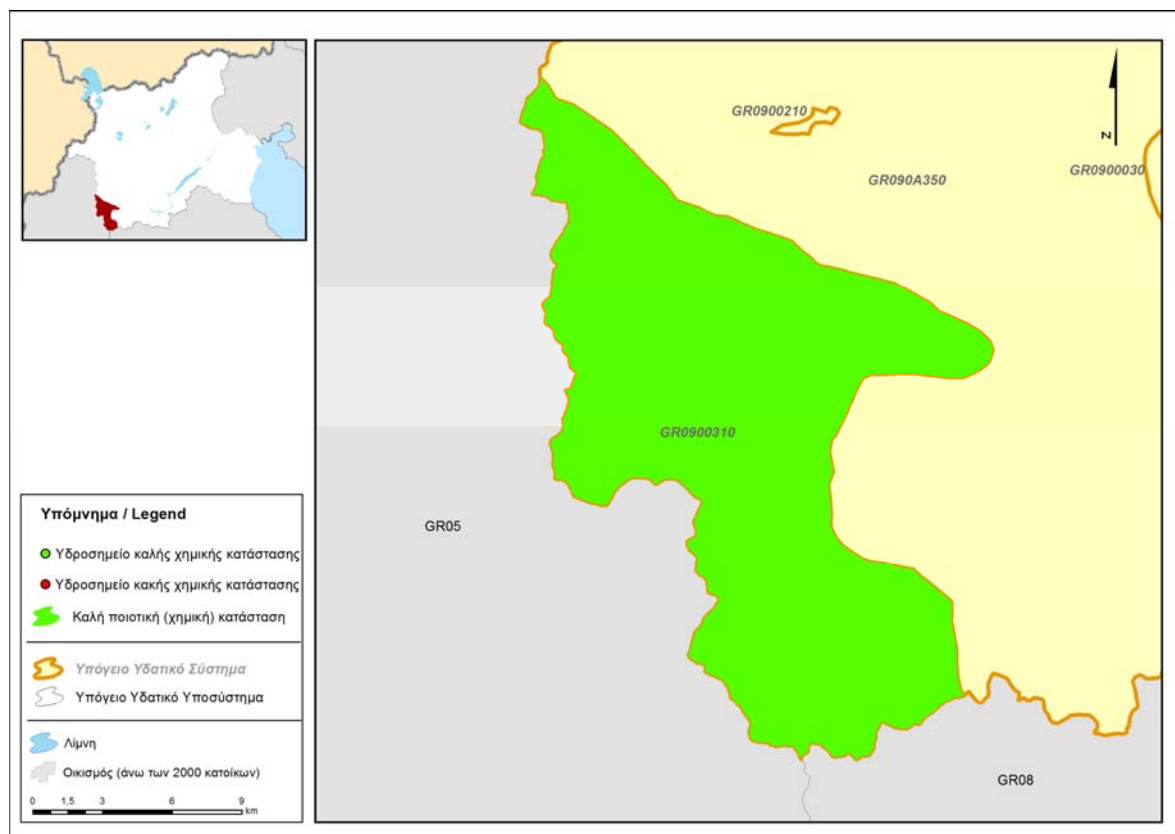 GR0900210
GR090A350
GR0900030
N
GR0900310
GR05
GR08
Υπόμνημα / Legend
Υδροσημείο καλής χημικής κατάστασης
Υδροσημείο κακής χημικής κατάστασης
Καλή ποιοτική (χημική) κατάσταση
Υπόγειο Υδατικό Σύστημα
Υπόγειο Υδατικό Υποσύστημα
Λίμνη
Οικισμός (άνω των 2000 κατοίκων)
0 1,5 3 6 9
km